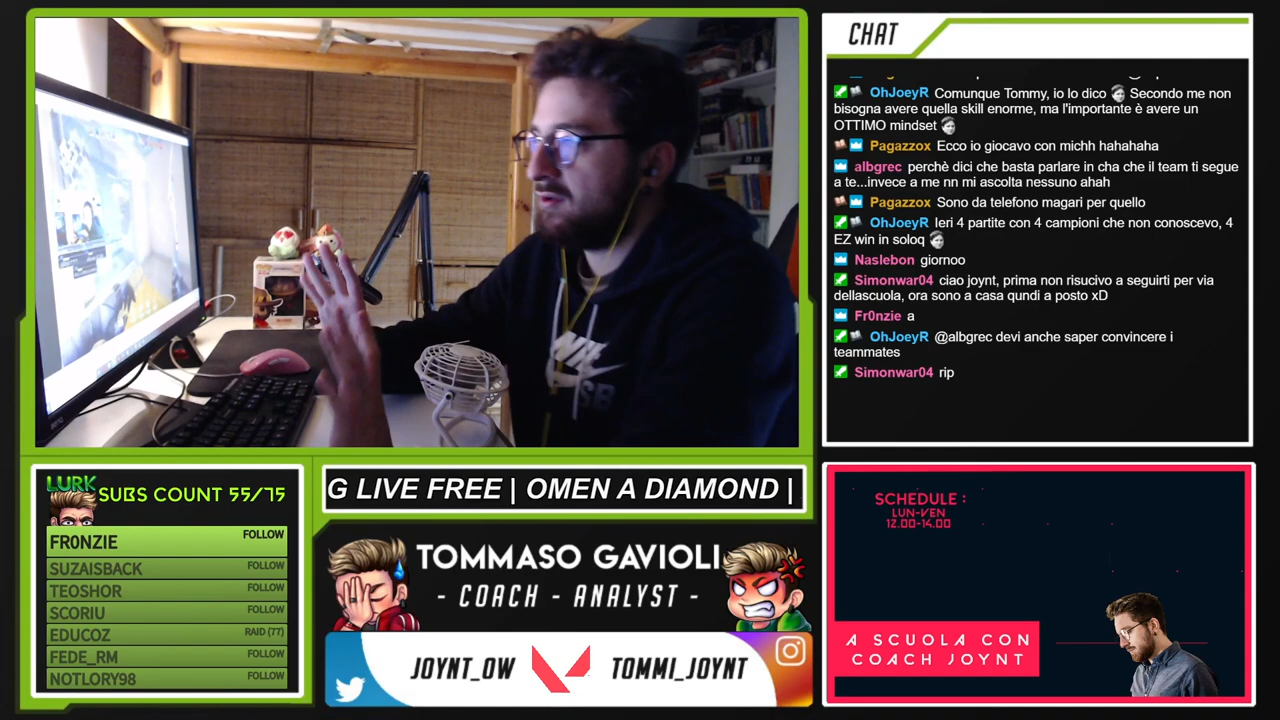 CHAT
OhJoeyR Comunque Tommy, io lo dico Secondo me non
bisogna avere quella skill enorme, ma l'importante è avere un
OTTIMO mindset
Pagazzox Ecco io giocavo con michh hahahaha
albgrec perchè dici che basta parlare in cha che il team ti segue
a te...invece a me nn mi ascolta nessuno ahah
Pagazzox Sono da telefono magari per quello
OhJoeyR Ieri 4 partite con 4 campioni che non conoscevo, 4
EZ win in soloq
Naslebon giornoo
Simonwar04 ciao joynt, prima non risucivo a seguirti per via
dellascuola, ora sono a casa qundi a posto xD
Fr0nzie a
OhJoeyR @albgrec devi anche saper convincere i
teammates
Simonwar04 rip
NIKE
SB
LURK
SUBS COUNT 55/75
FR0NZIE FOLLOW
SUZAISBACK FOLLOW
TEOSHOR FOLLOW
SCORIU FOLLOW
EDUCOZ RAID (77)
FEDE_RM FOLLOW
NOTLORY98 FOLLOW
G LIVE FREE | OMEN A DIAMOND |
TOMMASO GAVIOLI
- COACH - ANALYST -
JOYNT_OW
TOMMI_JOYNT
SCHEDULE :
LUN-VEN
12.00-14.00
A SCUOLA CON
COACH JOYNT